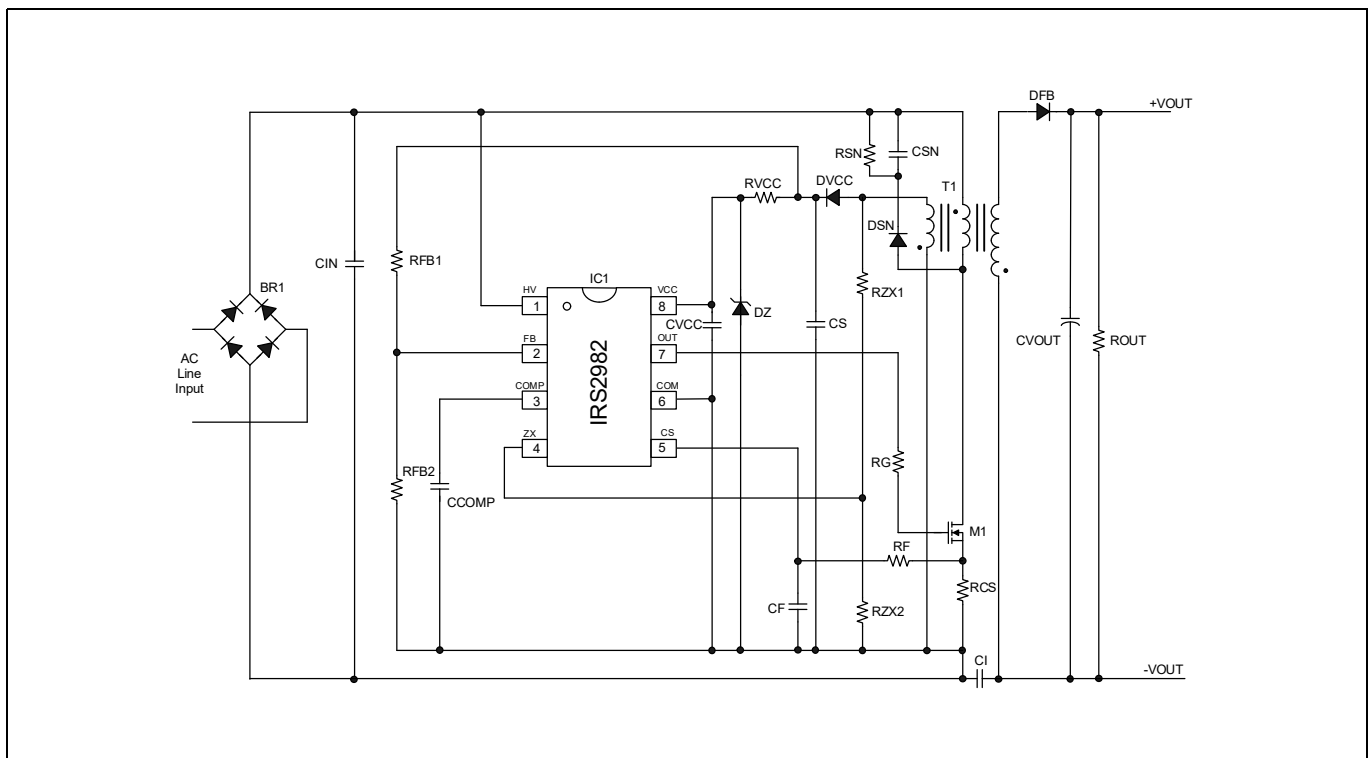 DFB
+VOUT
RSN
CSN
RVCC
DVCC
T1
DSN
CIN
RFB1
BR1
IC1
HV
VCC
1
8
RZX1
DZ
CS
CVCC
FB
OUT
2
7
CVOUT
ROUT
AC
Line
Input
IRS2982
COMP
COM
3
6
ZX
CS
4
5
RG
RFB2
CCOMP
M1
RF
RCS
CF
RZX2
CI
-VOUT